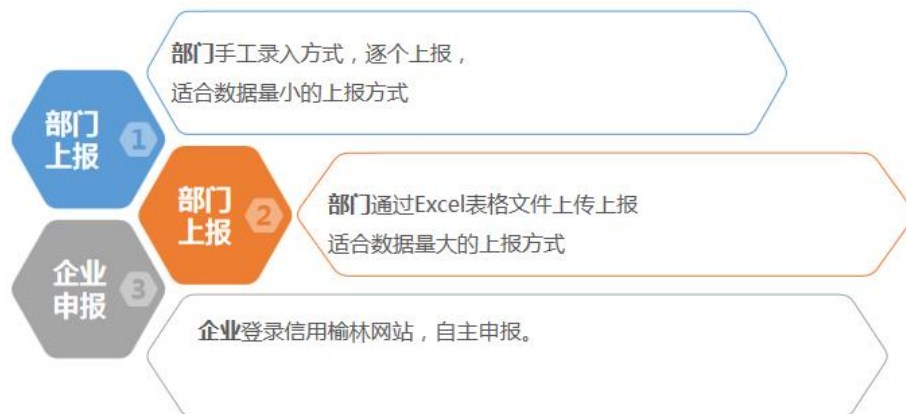 部门手工录入方式，逐个上报，
适合数据量小的上报方式
部门
上报
1
部门
上报
2
部门通过Excel表格文件上传上报
适合数据量大的上报方式
企业
申报
3
企业登录信用榆林网站，自主申报。